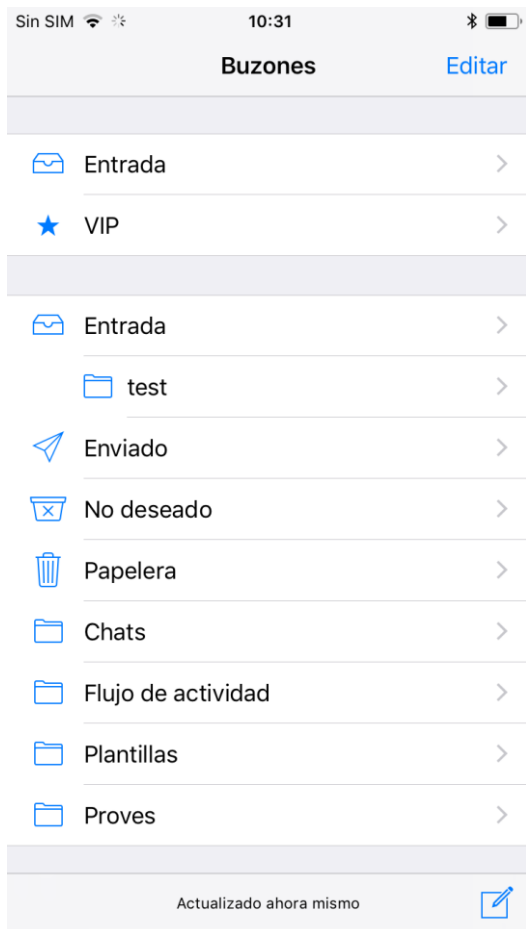 Sin SIM 10:31
Buzones Editar
Entrada
VIP
Entrada
test
Enviado
No deseado
Papelera
Chats
Flujo de actividad
Plantillas
Proves
Actualizado ahora mismo